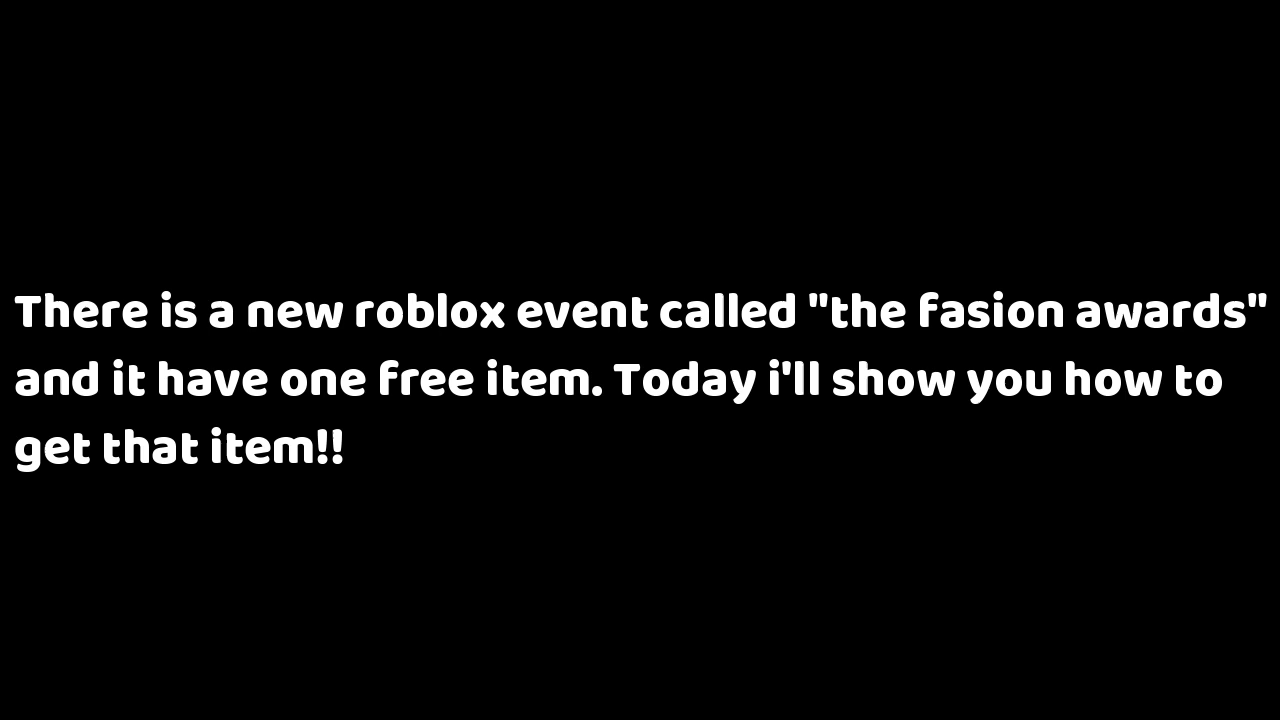 There is a new roblox event called "the fasion awards"
and it have one free item. Today i'll show you how to
get that item!!